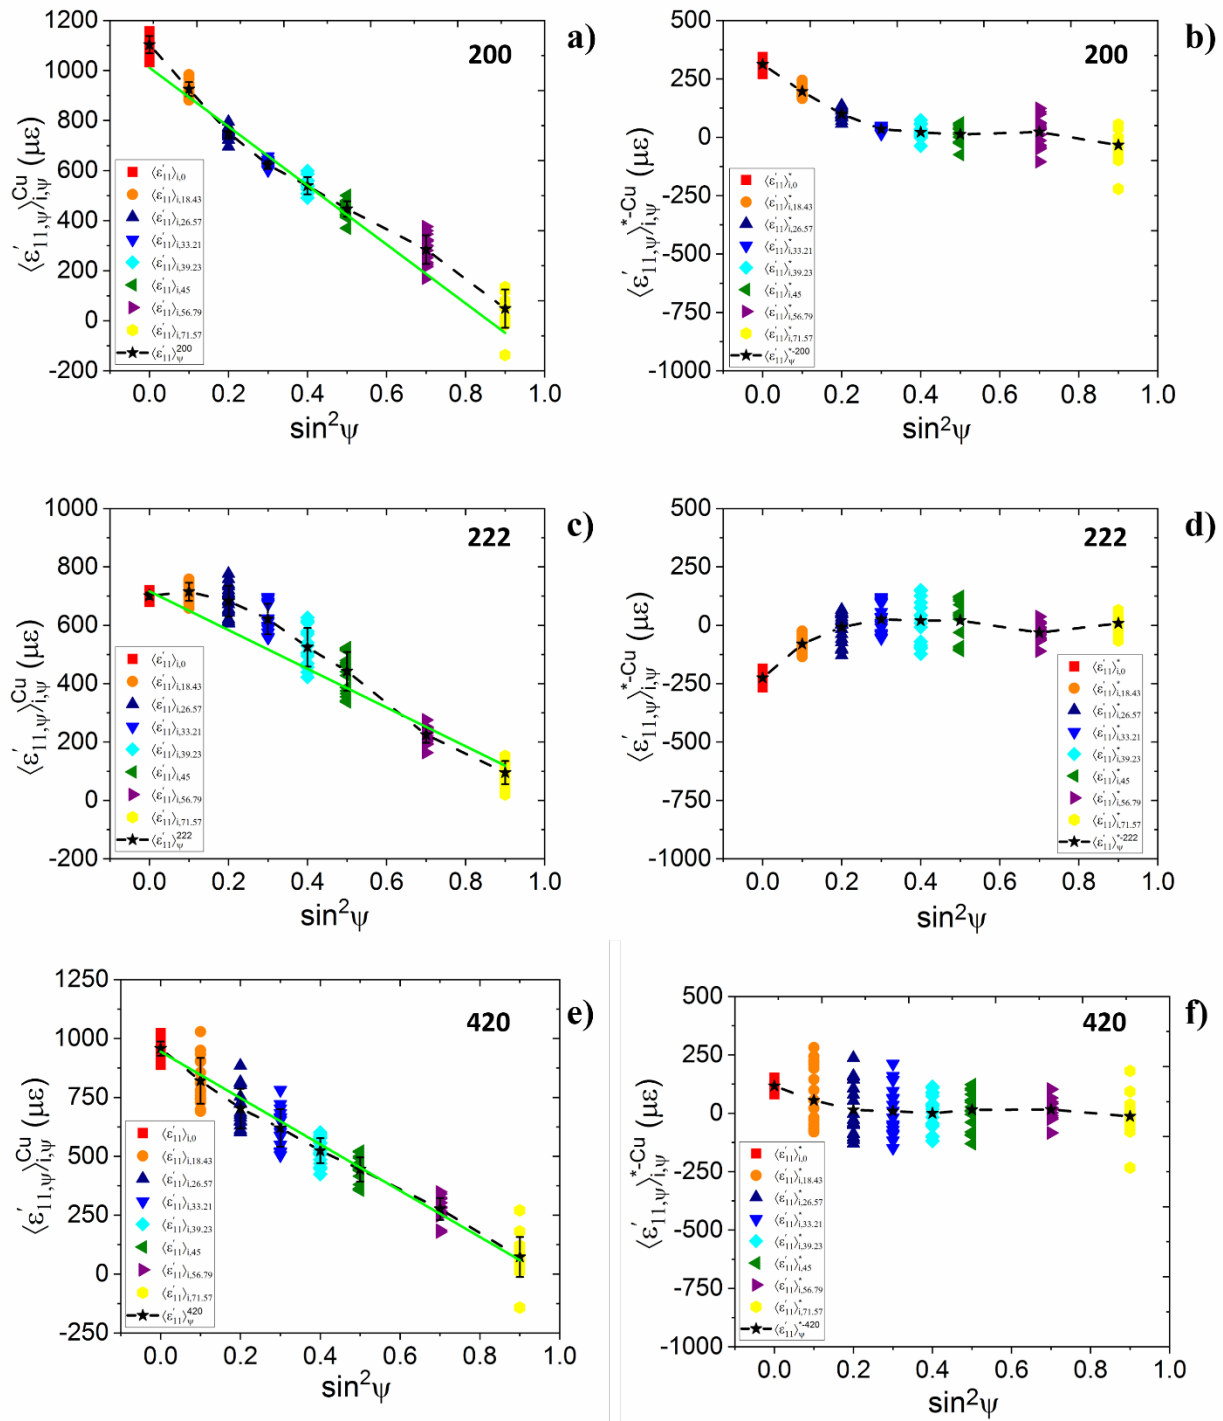 a)
200
1200
1000
800
600
400
200
0
-200
⟨ε′11,ψ⟩i,ψ^Cu (με)
⟨ε′11⟩i,0
⟨ε′11⟩i,18.43
⟨ε′11⟩i,26.57
⟨ε′11⟩i,33.21
⟨ε′11⟩i,39.23
⟨ε′11⟩i,45
⟨ε′11⟩i,56.79
⟨ε′11⟩i,71.57
⟨ε′11⟩ψ^200
0.0 0.2 0.4 0.6 0.8 1.0
sin²ψ
b)
200
500
250
0
-250
-500
-750
-1000
⟨ε′11,ψ⟩i,ψ^*-Cu (με)
⟨ε′11⟩i,0^*
⟨ε′11⟩i,18.43^*
⟨ε′11⟩i,26.57^*
⟨ε′11⟩i,33.21^*
⟨ε′11⟩i,39.23^*
⟨ε′11⟩i,45^*
⟨ε′11⟩i,56.79^*
⟨ε′11⟩i,71.57^*
⟨ε′11⟩ψ^*-200
0.0 0.2 0.4 0.6 0.8 1.0
sin²ψ
c)
222
1000
800
600
400
200
0
-200
⟨ε′11,ψ⟩i,ψ^Cu (με)
⟨ε′11⟩i,0
⟨ε′11⟩i,18.43
⟨ε′11⟩i,26.57
⟨ε′11⟩i,33.21
⟨ε′11⟩i,39.23
⟨ε′11⟩i,45
⟨ε′11⟩i,56.79
⟨ε′11⟩i,71.57
⟨ε′11⟩ψ^222
0.0 0.2 0.4 0.6 0.8 1.0
sin²ψ
d)
222
500
250
0
-250
-500
-750
-1000
⟨ε′11,ψ⟩i,ψ^*-Cu (με)
⟨ε′11⟩i,0^*
⟨ε′11⟩i,18.43^*
⟨ε′11⟩i,26.57^*
⟨ε′11⟩i,33.21^*
⟨ε′11⟩i,39.23^*
⟨ε′11⟩i,45^*
⟨ε′11⟩i,56.79^*
⟨ε′11⟩i,71.57^*
⟨ε′11⟩ψ^*-222
0.0 0.2 0.4 0.6 0.8 1.0
sin²ψ
e)
420
1250
1000
750
500
250
0
-250
⟨ε′11,ψ⟩i,ψ^Cu (με)
⟨ε′11⟩i,0
⟨ε′11⟩i,18.43
⟨ε′11⟩i,26.57
⟨ε′11⟩i,33.21
⟨ε′11⟩i,39.23
⟨ε′11⟩i,45
⟨ε′11⟩i,56.79
⟨ε′11⟩i,71.57
⟨ε′11⟩ψ^420
0.0 0.2 0.4 0.6 0.8 1.0
sin²ψ
f)
420
500
250
0
-250
-500
-750
-1000
⟨ε′11,ψ⟩i,ψ^*-Cu (με)
⟨ε′11⟩i,0^*
⟨ε′11⟩i,18.43^*
⟨ε′11⟩i,26.57^*
⟨ε′11⟩i,33.21^*
⟨ε′11⟩i,39.23^*
⟨ε′11⟩i,45^*
⟨ε′11⟩i,56.79^*
⟨ε′11⟩i,71.57^*
⟨ε′11⟩ψ^*-420
0.0 0.2 0.4 0.6 0.8 1.0
sin²ψ